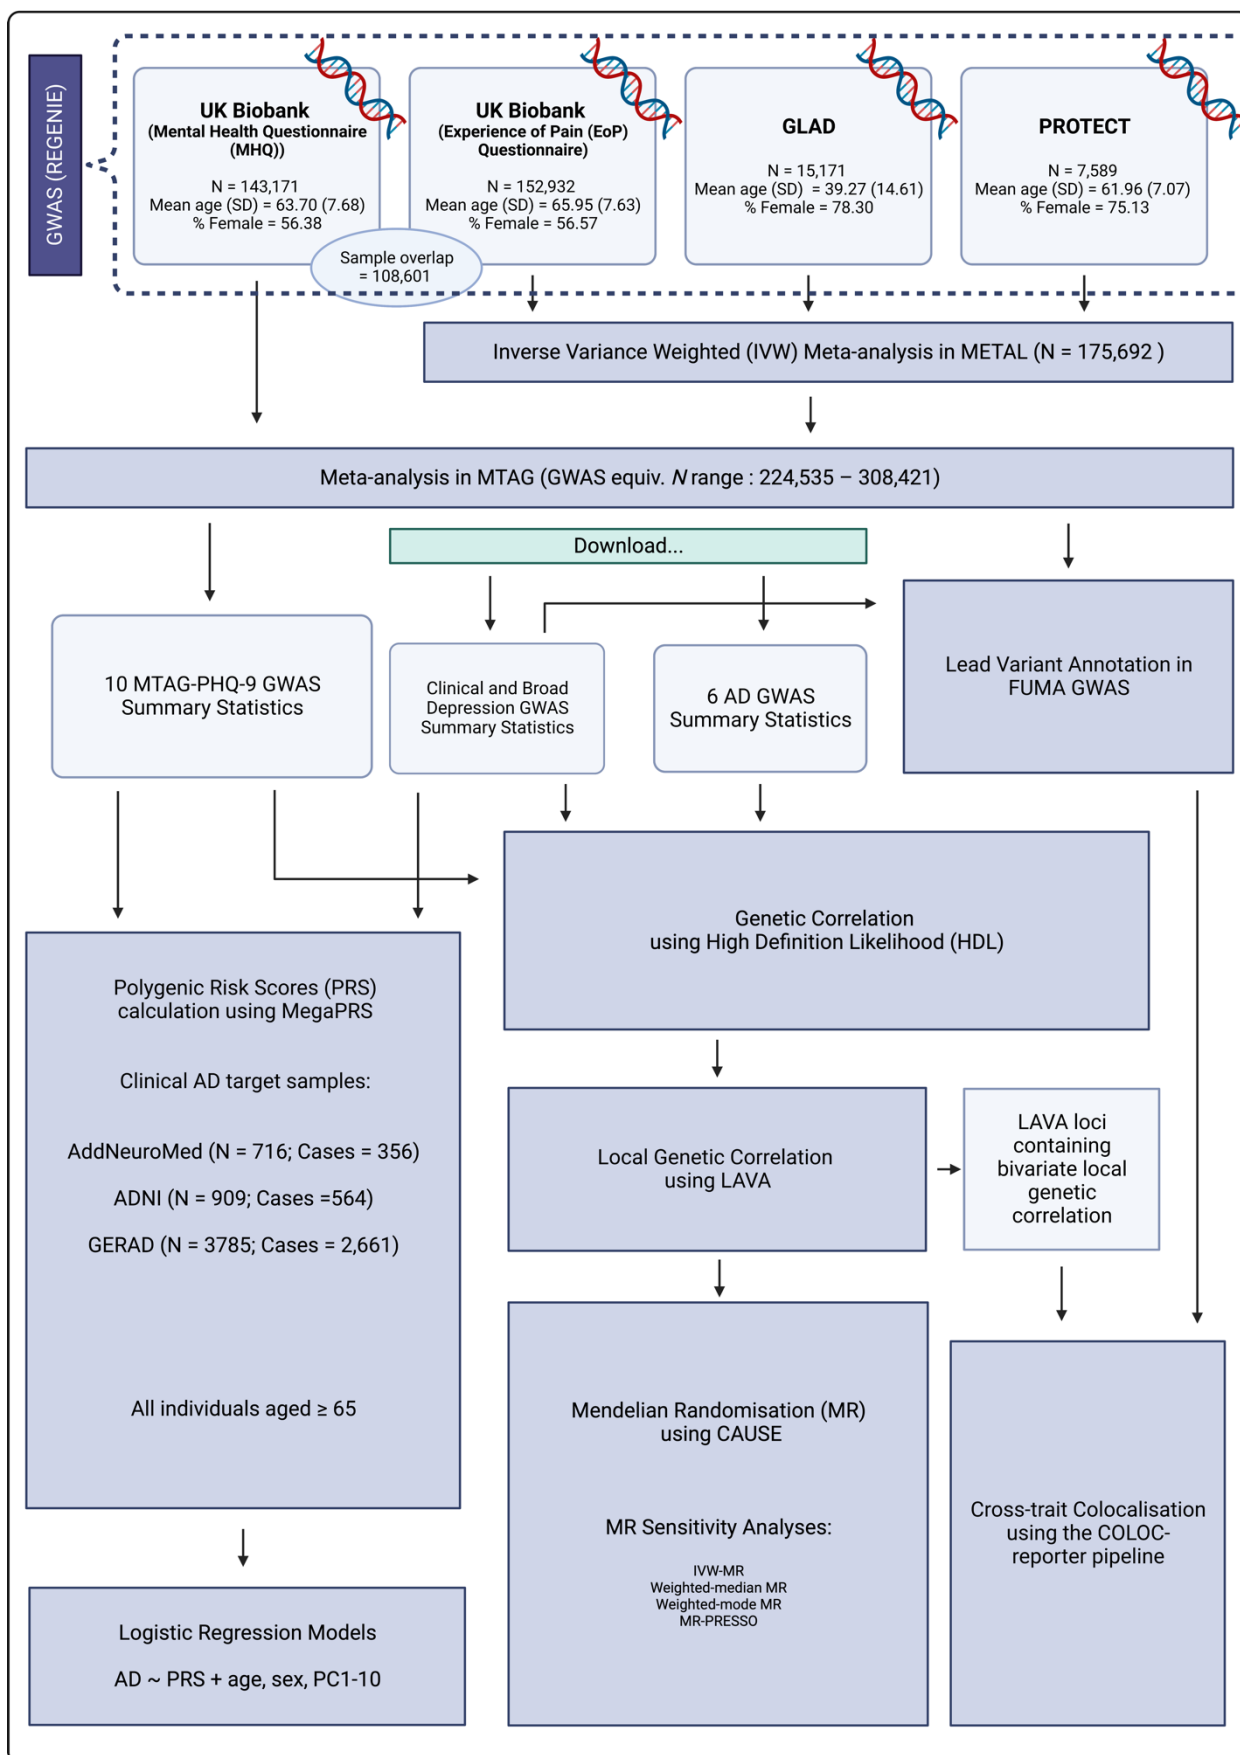 GWAS (REGENIE)
UK Biobank
(Mental Health Questionnaire
(MHQ))
N = 143,171
Mean age (SD) = 63.70 (7.68)
% Female = 56.38
UK Biobank
(Experience of Pain (EoP)
Questionnaire)
N = 152,932
Mean age (SD) = 65.95 (7.63)
% Female = 56.57
GLAD
N = 15,171
Mean age (SD) = 39.27 (14.61)
% Female = 78.30
PROTECT
N = 7,589
Mean age (SD) = 61.96 (7.07)
% Female = 75.13
Sample overlap
= 108,601
Inverse Variance Weighted (IVW) Meta-analysis in METAL (N = 175,692 )
Meta-analysis in MTAG (GWAS equiv. N range : 224,535 – 308,421)
Download...
10 MTAG-PHQ-9 GWAS
Summary Statistics
Clinical and Broad
Depression GWAS
Summary Statistics
6 AD GWAS
Summary Statistics
Lead Variant Annotation in
FUMA GWAS
Genetic Correlation
using High Definition Likelihood (HDL)
Polygenic Risk Scores (PRS)
calculation using MegaPRS
Clinical AD target samples:
AddNeuroMed (N = 716; Cases = 356)
ADNI (N = 909; Cases =564)
GERAD (N = 3785; Cases = 2,661)
All individuals aged ≥ 65
Local Genetic Correlation
using LAVA
LAVA loci
containing
bivariate local
genetic
correlation
Mendelian Randomisation (MR)
using CAUSE
MR Sensitivity Analyses:
IVW-MR
Weighted-median MR
Weighted-mode MR
MR-PRESSO
Cross-trait Colocalisation
using the COLOC-
reporter pipeline
Logistic Regression Models
AD ~ PRS + age, sex, PC1-10